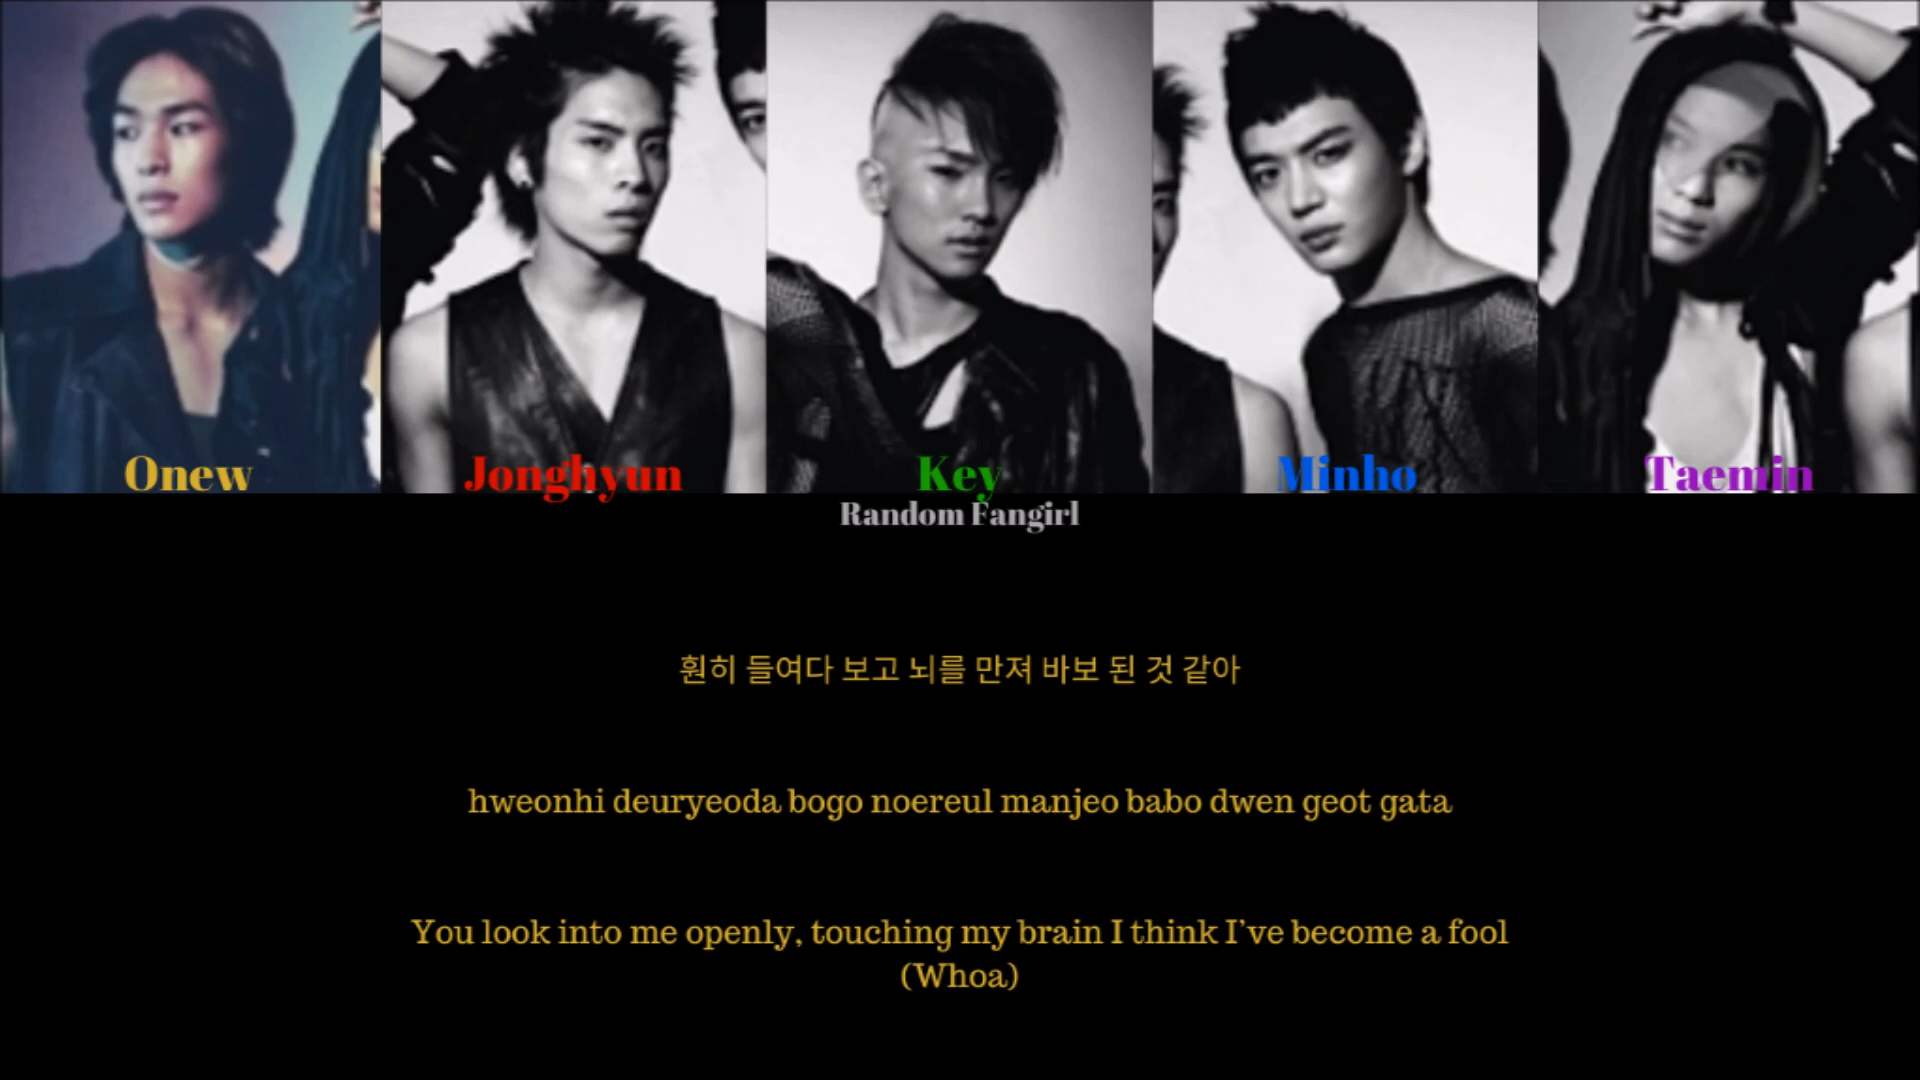 Onew
Jonghyun
Key
Minho
Taemin
Random Fangirl
훤히 들여다 보고 뇌를 만져 바보 된 것 같아
hweonhi deuryeoda bogo noereul manjeo babo dwen geot gata
You look into me openly, touching my brain I think I’ve become a fool
(Whoa)